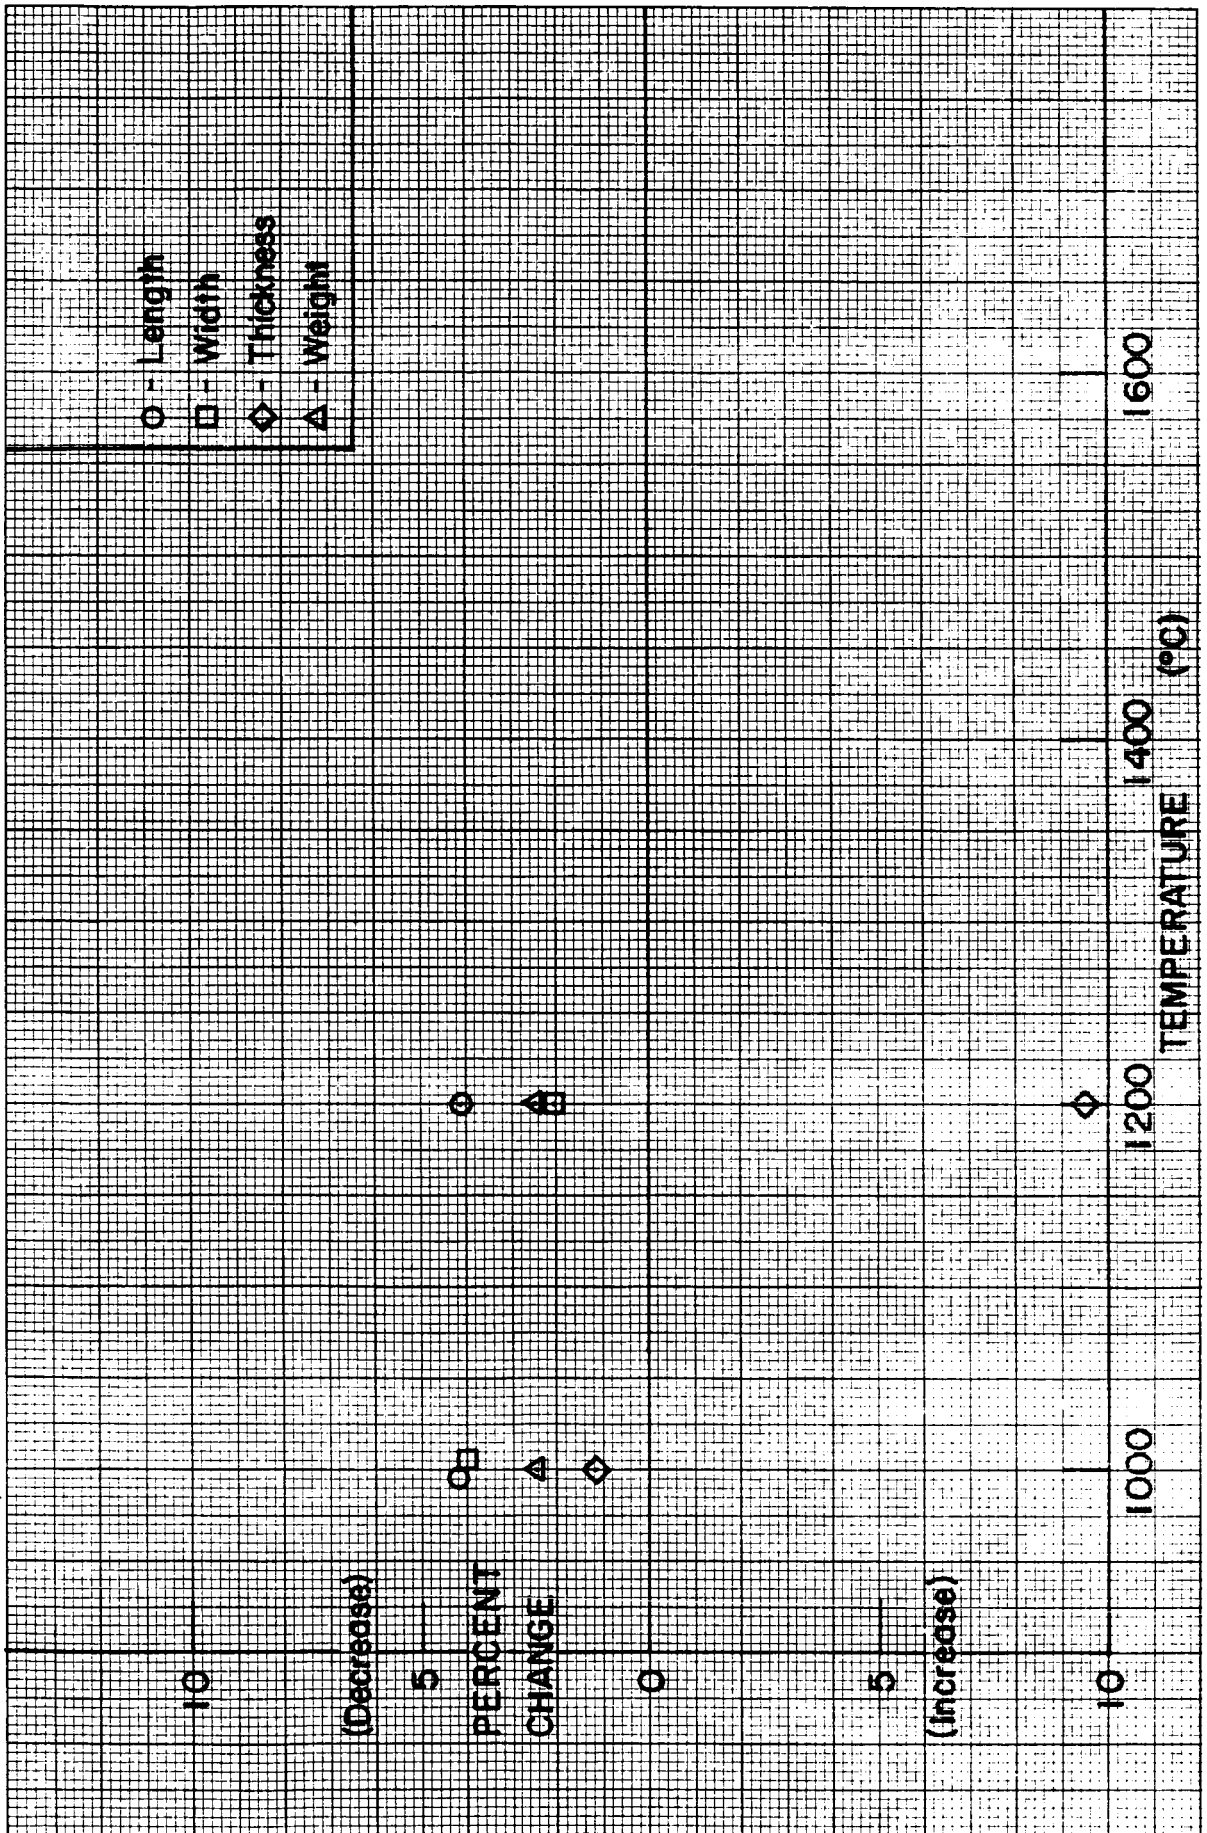 O - Length
□ - Width
◇ - Thickness
△ - Weight
10
(Decrease)
5
PERCENT
CHANGE
0
5
(Increase)
10
1000
1200
1400
1600
TEMPERATURE (°C)